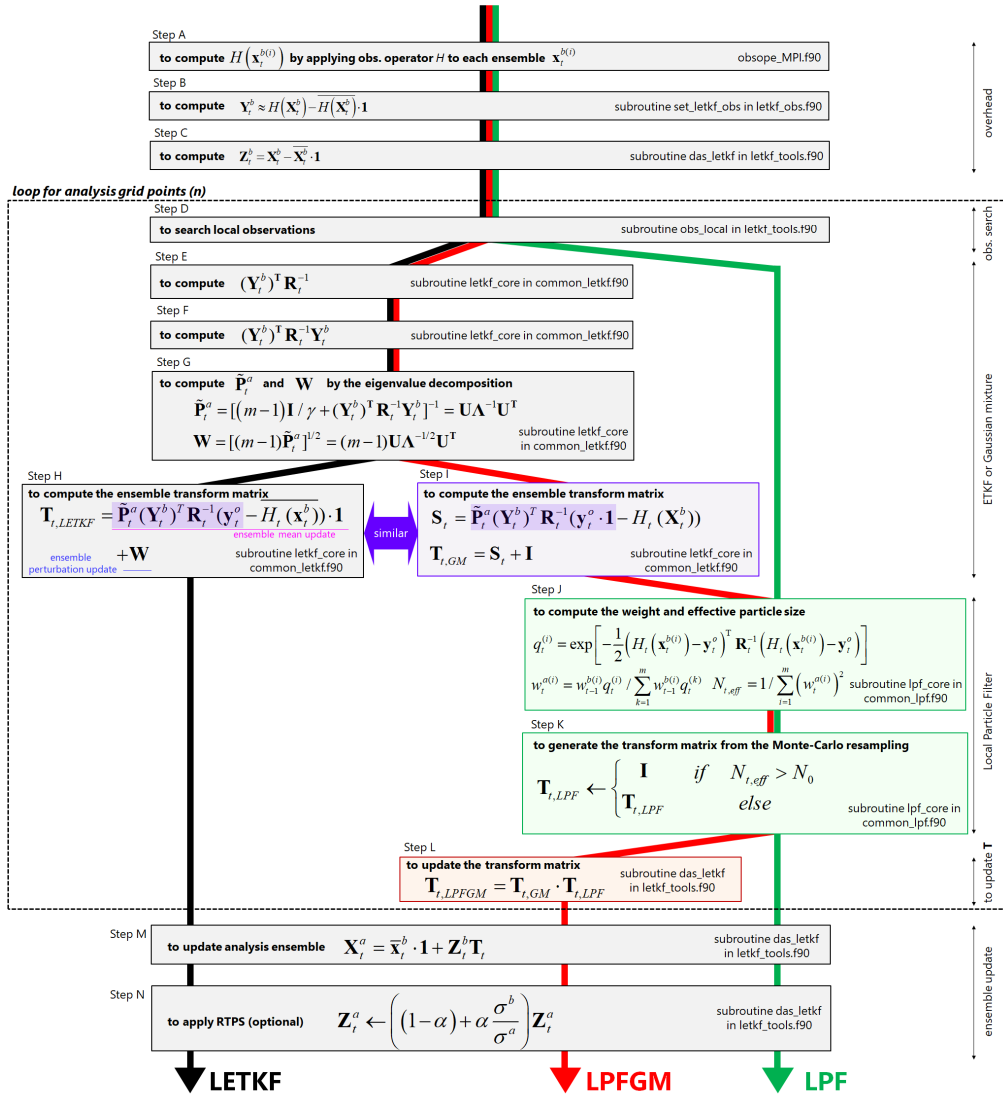 Step A
to compute H(x_t^{b(i)}) by applying obs. operator H to each ensemble x_t^{b(i)} obsope_MPI.f90
Step B
to compute Y_t^b ≈ H(X_t^b) − \overline{H(X_t^b)}·1 subroutine set_letkf_obs in letkf_obs.f90
Step C
to compute Z_t^b = X_t^b − \overline{X_t^b}·1 subroutine das_letkf in letkf_tools.f90
overhead
loop for analysis grid points (n)
Step D
to search local observations subroutine obs_local in letkf_tools.f90
obs. search
Step E
to compute (Y_t^b)^T R_t^{-1} subroutine letkf_core in common_letkf.f90
Step F
to compute (Y_t^b)^T R_t^{-1} Y_t^b subroutine letkf_core in common_letkf.f90
Step G
to compute \tilde{P}_t^a and W by the eigenvalue decomposition
\tilde{P}_t^a = [(m−1)I / γ + (Y_t^b)^T R_t^{-1} Y_t^b]^{-1} = UΛ^{-1}U^T
W = [(m−1)\tilde{P}_t^a]^{1/2} = (m−1)UΛ^{-1/2}U^T
subroutine letkf_core
in common_letkf.f90
Step H
to compute the ensemble transform matrix
T_{t,LETKF} = \tilde{P}_t^a (Y_t^b)^T R_t^{-1}(y_t^o − \overline{H_t(x_t^b)})·1
ensemble mean update
+W
ensemble
perturbation update
subroutine letkf_core in
common_letkf.f90
similar
Step I
to compute the ensemble transform matrix
S_t = \tilde{P}_t^a (Y_t^b)^T R_t^{-1}(y_t^o·1 − H_t(X_t^b))
T_{t,GM} = S_t + I
subroutine letkf_core in
common_letkf.f90
ETKF or Gaussian mixture
Step J
to compute the weight and effective particle size
q_t^{(i)} = exp[−\frac{1}{2}(H_t(x_t^{b(i)}) − y_t^o)^T R_t^{-1}(H_t(x_t^{b(i)}) − y_t^o)]
w_t^{a(i)} = w_{t−1}^{b(i)} q_t^{(i)} / \sum_{k=1}^{m} w_{t−1}^{b(i)} q_t^{(k)} N_{t,eff} = 1/\sum_{i=1}^{m}(w_t^{a(i)})^2
subroutine lpf_core in
common_lpf.f90
Step K
to generate the transform matrix from the Monte-Carlo resampling
T_{t,LPF} ← { I if N_{t,eff} > N_0
T_{t,LPF} else
subroutine lpf_core in
common_lpf.f90
Local Particle Filter
Step L
to update the transform matrix
T_{t,LPFGM} = T_{t,GM} · T_{t,LPF}
subroutine das_letkf
in letkf_tools.f90
to update T
Step M
to update analysis ensemble X_t^a = \overline{x}_t^b · 1 + Z_t^b T_t
subroutine das_letkf
in letkf_tools.f90
Step N
to apply RTPS (optional) Z_t^a ← ((1−α) + α \frac{σ^b}{σ^a}) Z_t^a
subroutine das_letkf
in letkf_tools.f90
ensemble update
LETKF LPFGM LPF